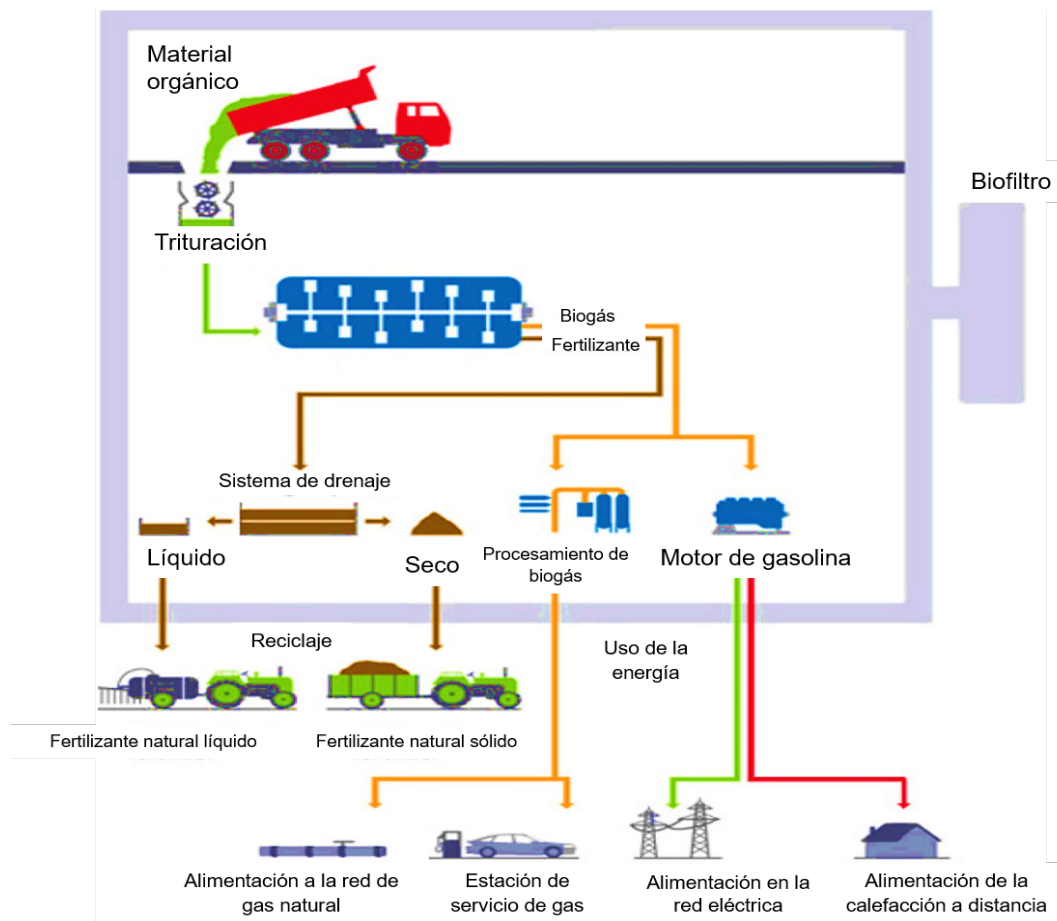 Material
orgánico
Biofiltro
Trituración
Biogás
Fertilizante
Sistema de drenaje
Líquido
Seco
Procesamiento de
biogás
Motor de gasolina
Reciclaje
Uso de la
energía
Fertilizante natural líquido
Fertilizante natural sólido
Alimentación a la red de
gas natural
Estación de
servicio de gas
Alimentación en la
red eléctrica
Alimentación de la
calefacción a distancia